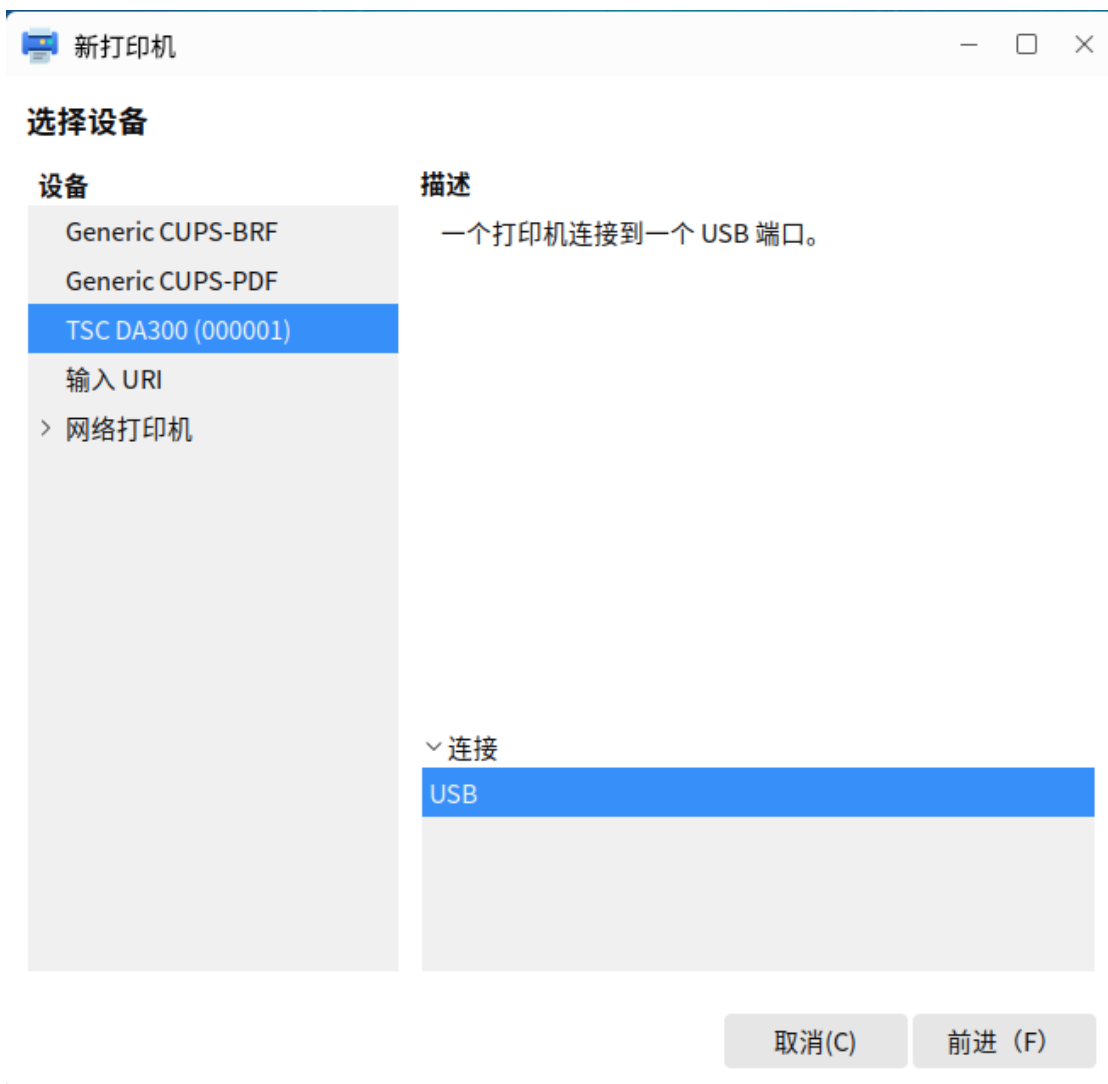 新打印机
选择设备
设备
Generic CUPS-BRF
Generic CUPS-PDF
TSC DA300 (000001)
输入 URI
网络打印机
描述
一个打印机连接到一个 USB 端口。
连接
USB
取消(C)
前进（F）